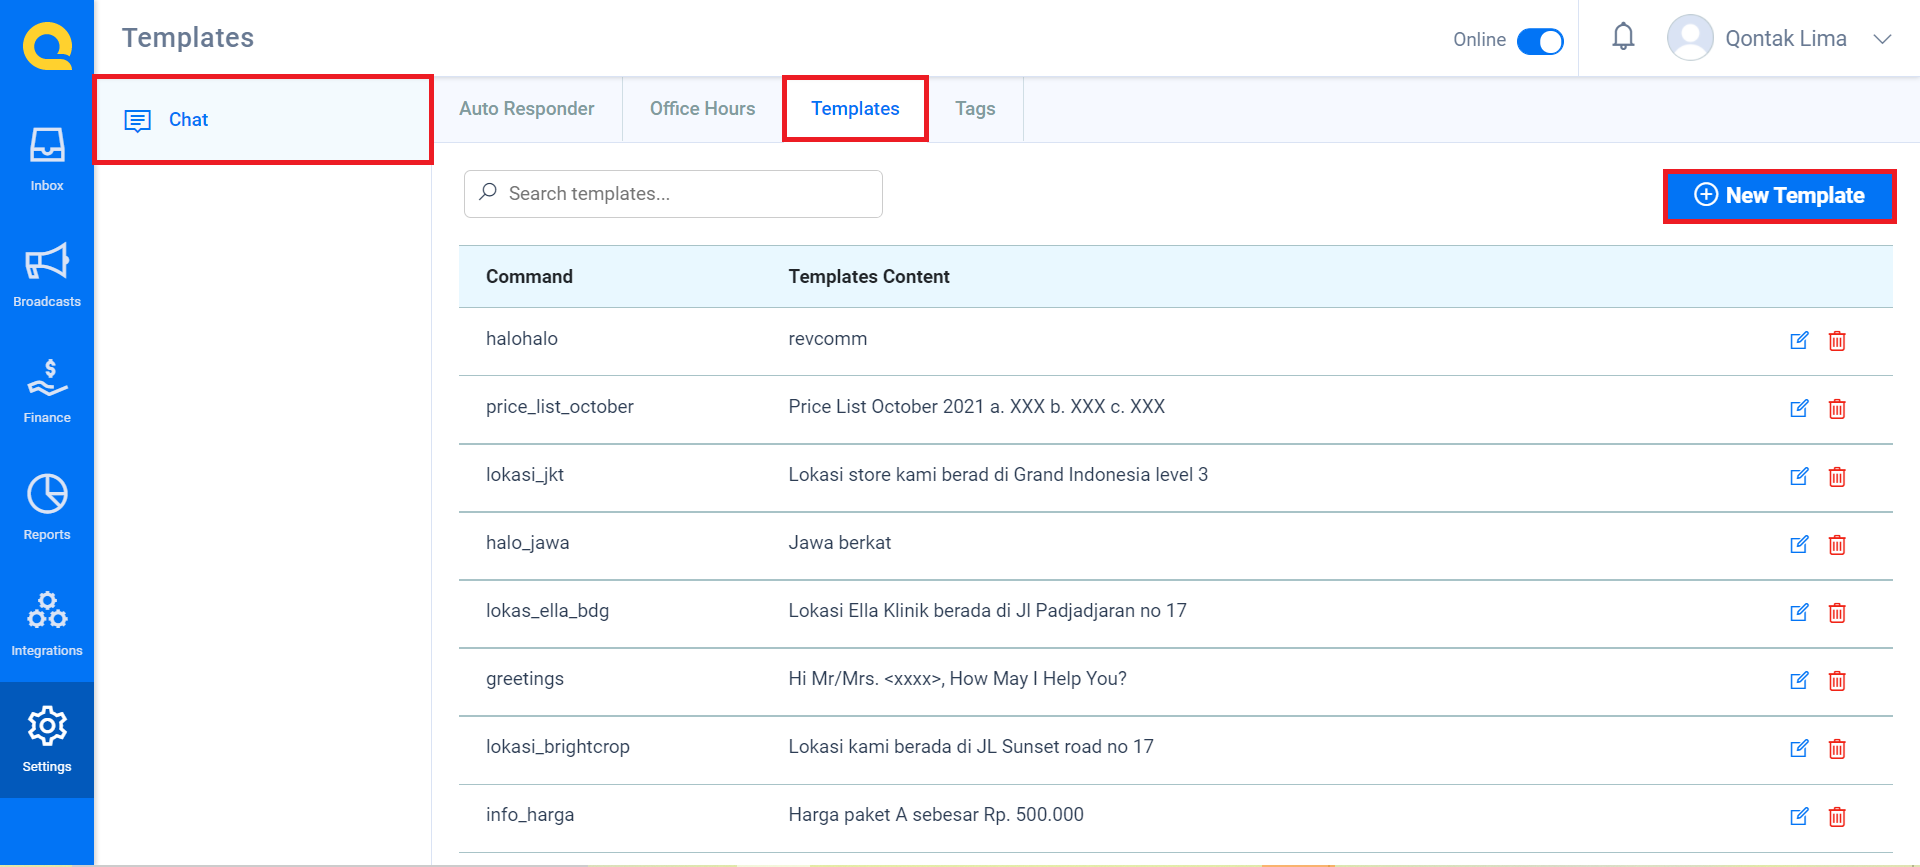 Templates
Online
Qontak Lima
Inbox
Broadcasts
Finance
Reports
Integrations
Settings
Chat
Auto Responder
Office Hours
Templates
Tags
Search templates...
New Template
Command Templates Content
halohalo revcomm
price_list_october Price List October 2021 a. XXX b. XXX c. XXX
lokasi_jkt Lokasi store kami berad di Grand Indonesia level 3
halo_jawa Jawa berkat
lokas_ella_bdg Lokasi Ella Klinik berada di Jl Padjadjaran no 17
greetings Hi Mr/Mrs. <xxxx>, How May I Help You?
lokasi_brightcrop Lokasi kami berada di JL Sunset road no 17
info_harga Harga paket A sebesar Rp. 500.000